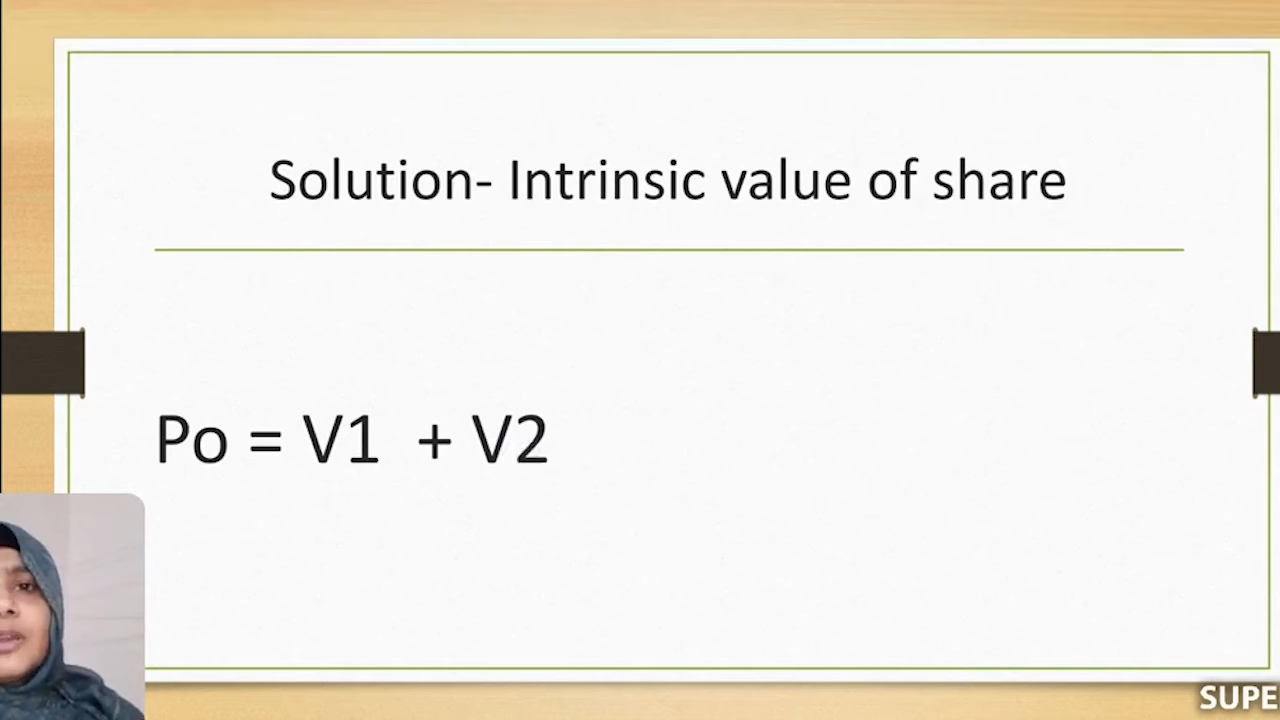 Solution- Intrinsic value of share
Po = V1 + V2
SUPE